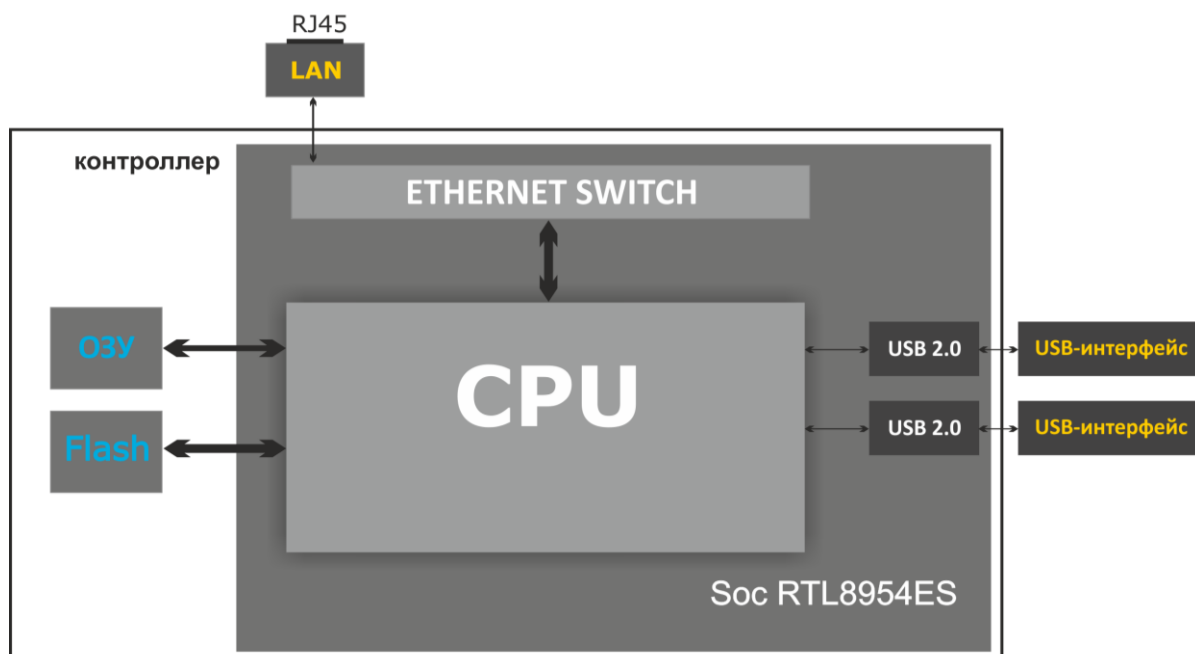 RJ45
LAN
контроллер
ETHERNET SWITCH
ОЗУ
CPU
USB 2.0
USB-интерфейс
Flash
USB 2.0
USB-интерфейс
Soc RTL8954ES